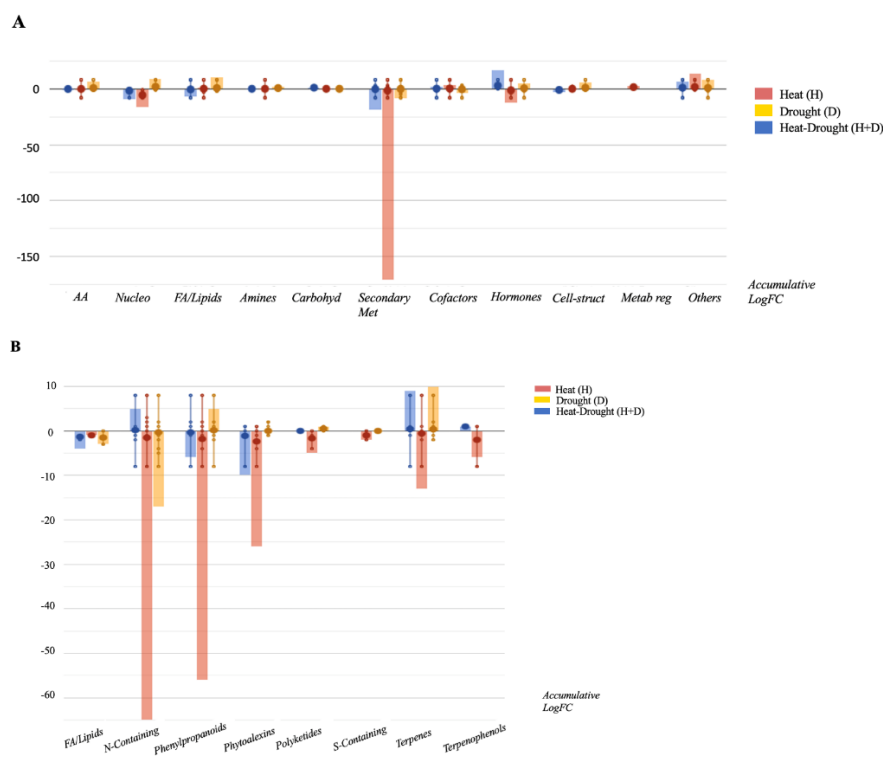 A
0
-50
-100
-150
AA
Nucleo
FA/Lipids
Amines
Carbohyd
Secondary
Met
Cofactors
Hormones
Cell-struct
Metab reg
Others
Heat (H)
Drought (D)
Heat-Drought (H+D)
Accumulative
LogFC
B
10
0
-10
-20
-30
-40
-50
-60
FA/Lipids
N-Containing
Phenylpropanoids
Phytoalexins
Polyketides
S-Containing
Terpenes
Terpenophenols
Heat (H)
Drought (D)
Heat-Drought (H+D)
Accumulative
LogFC